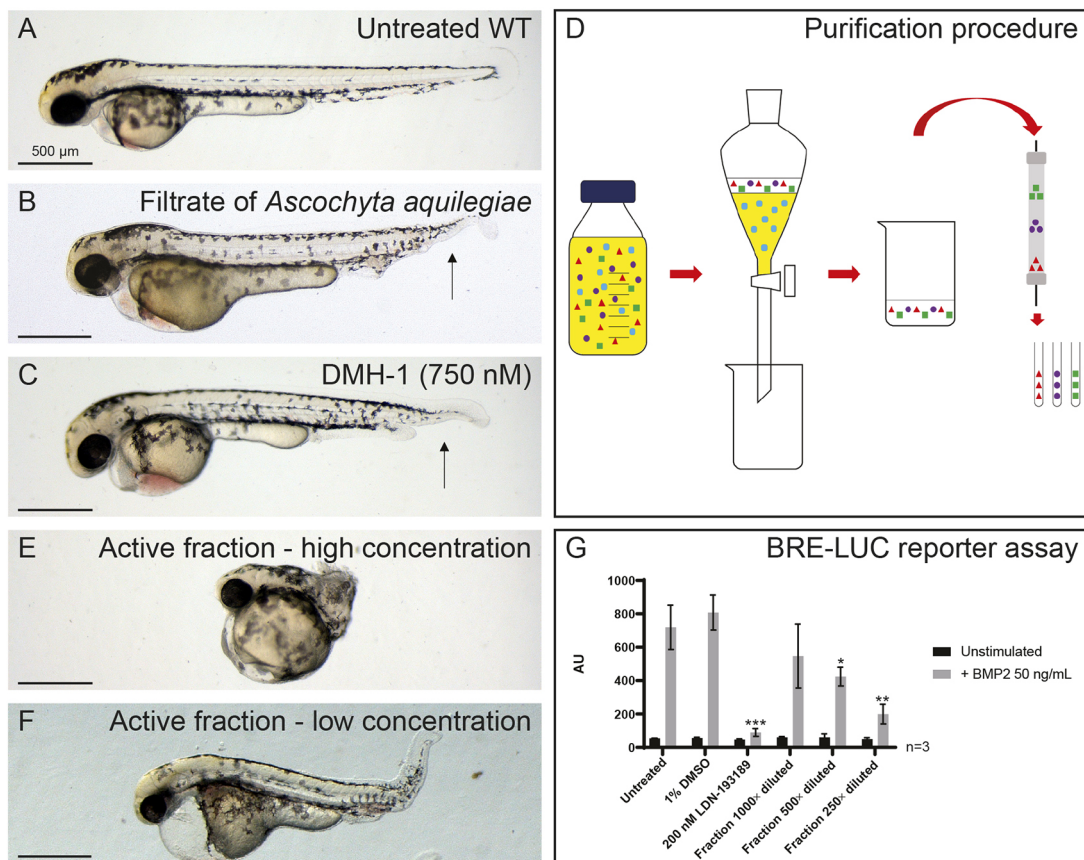 A
Untreated WT
500 µm
B
Filtrate of Ascochyta aquilegiae
C
DMH-1 (750 nM)
D
Purification procedure
E
Active fraction - high concentration
F
Active fraction - low concentration
G
BRE-LUC reporter assay
1000
800
600
400
200
0
AU
***
*
**
Untreated
1% DMSO
200 nM LDN-193189
Fraction 1000× diluted
Fraction 500× diluted
Fraction 250× diluted
Unstimulated
+ BMP2 50 ng/mL
n=3